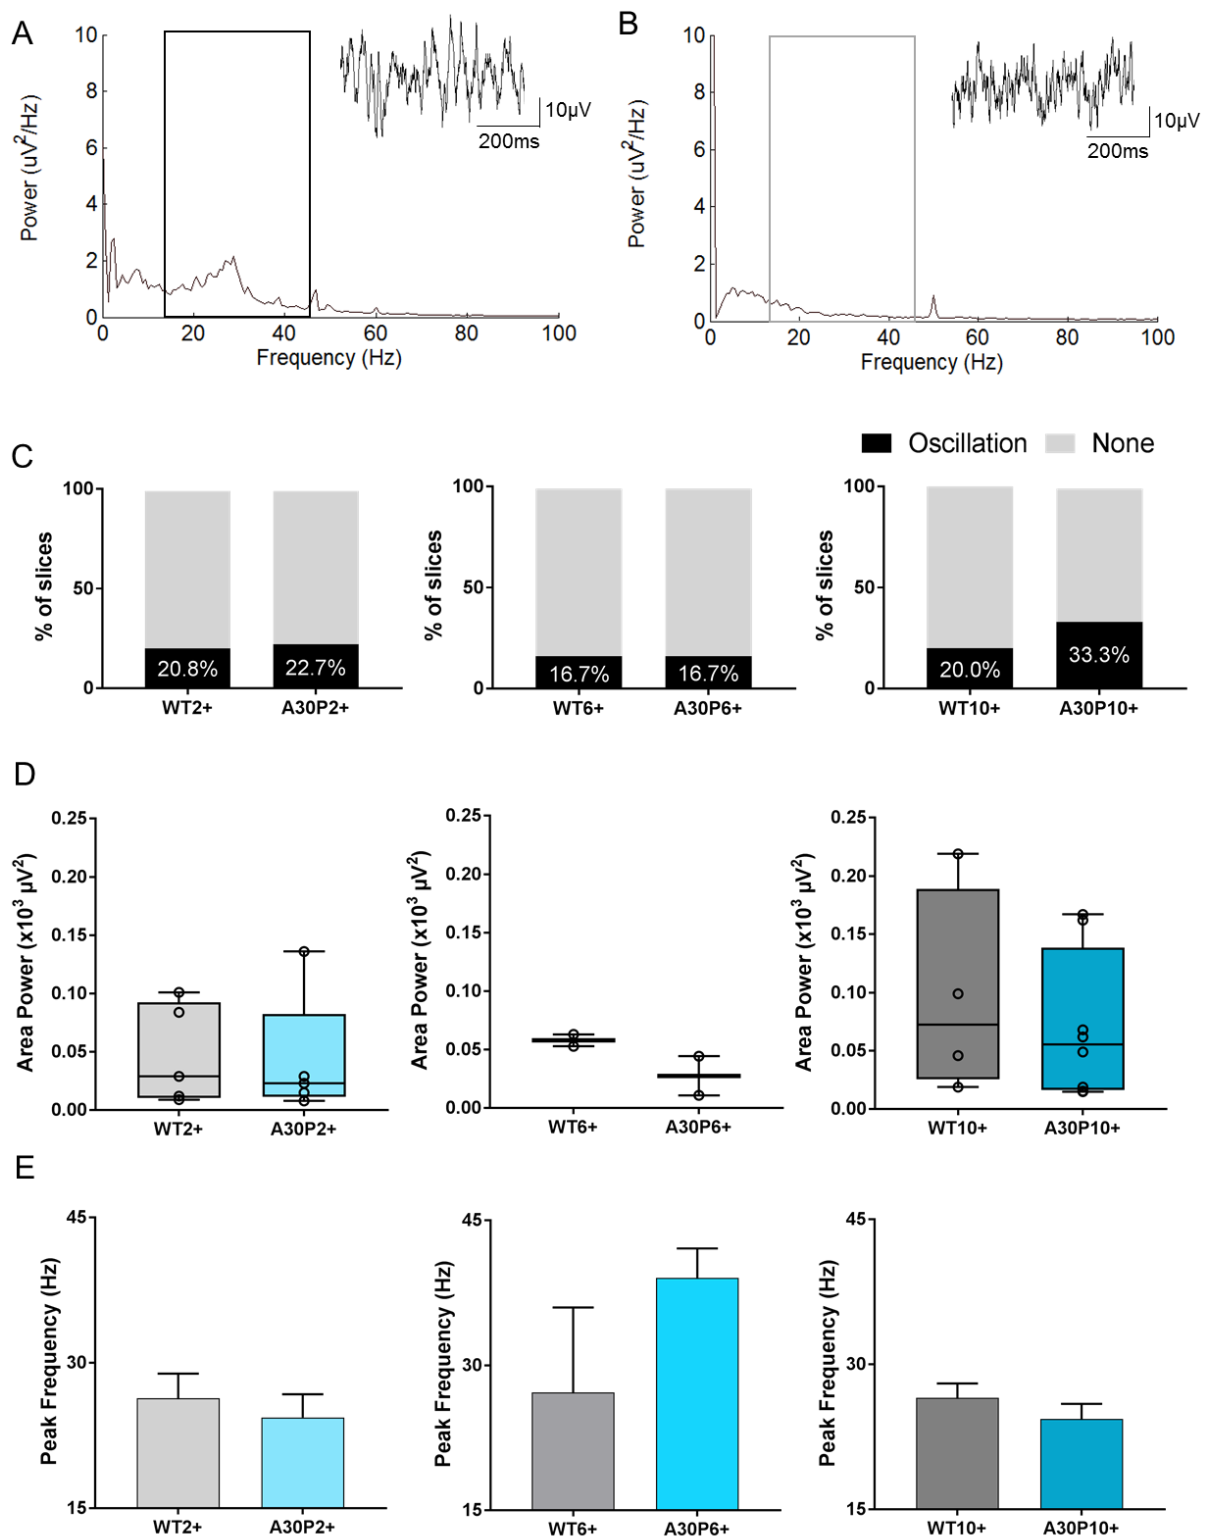 A
Power (uV²/Hz)
10
8
6
4
2
0
0 20 40 60 80 100
Frequency (Hz)
10µV
200ms
B
Power (uV²/Hz)
10
8
6
4
2
0
0 20 40 60 80 100
Frequency (Hz)
10µV
200ms
Oscillation None
C
% of slices
100
50
0
20.8% 22.7%
WT2+ A30P2+
% of slices
100
50
0
16.7% 16.7%
WT6+ A30P6+
% of slices
100
50
0
20.0% 33.3%
WT10+ A30P10+
D
Area Power (x10³ µV²)
0.25
0.20
0.15
0.10
0.05
0.00
WT2+ A30P2+
Area Power (x10³ µV²)
0.25
0.20
0.15
0.10
0.05
0.00
WT6+ A30P6+
Area Power (x10³ µV²)
0.25
0.20
0.15
0.10
0.05
0.00
WT10+ A30P10+
E
Peak Frequency (Hz)
45
30
15
WT2+ A30P2+
Peak Frequency (Hz)
45
30
15
WT6+ A30P6+
Peak Frequency (Hz)
45
30
15
WT10+ A30P10+